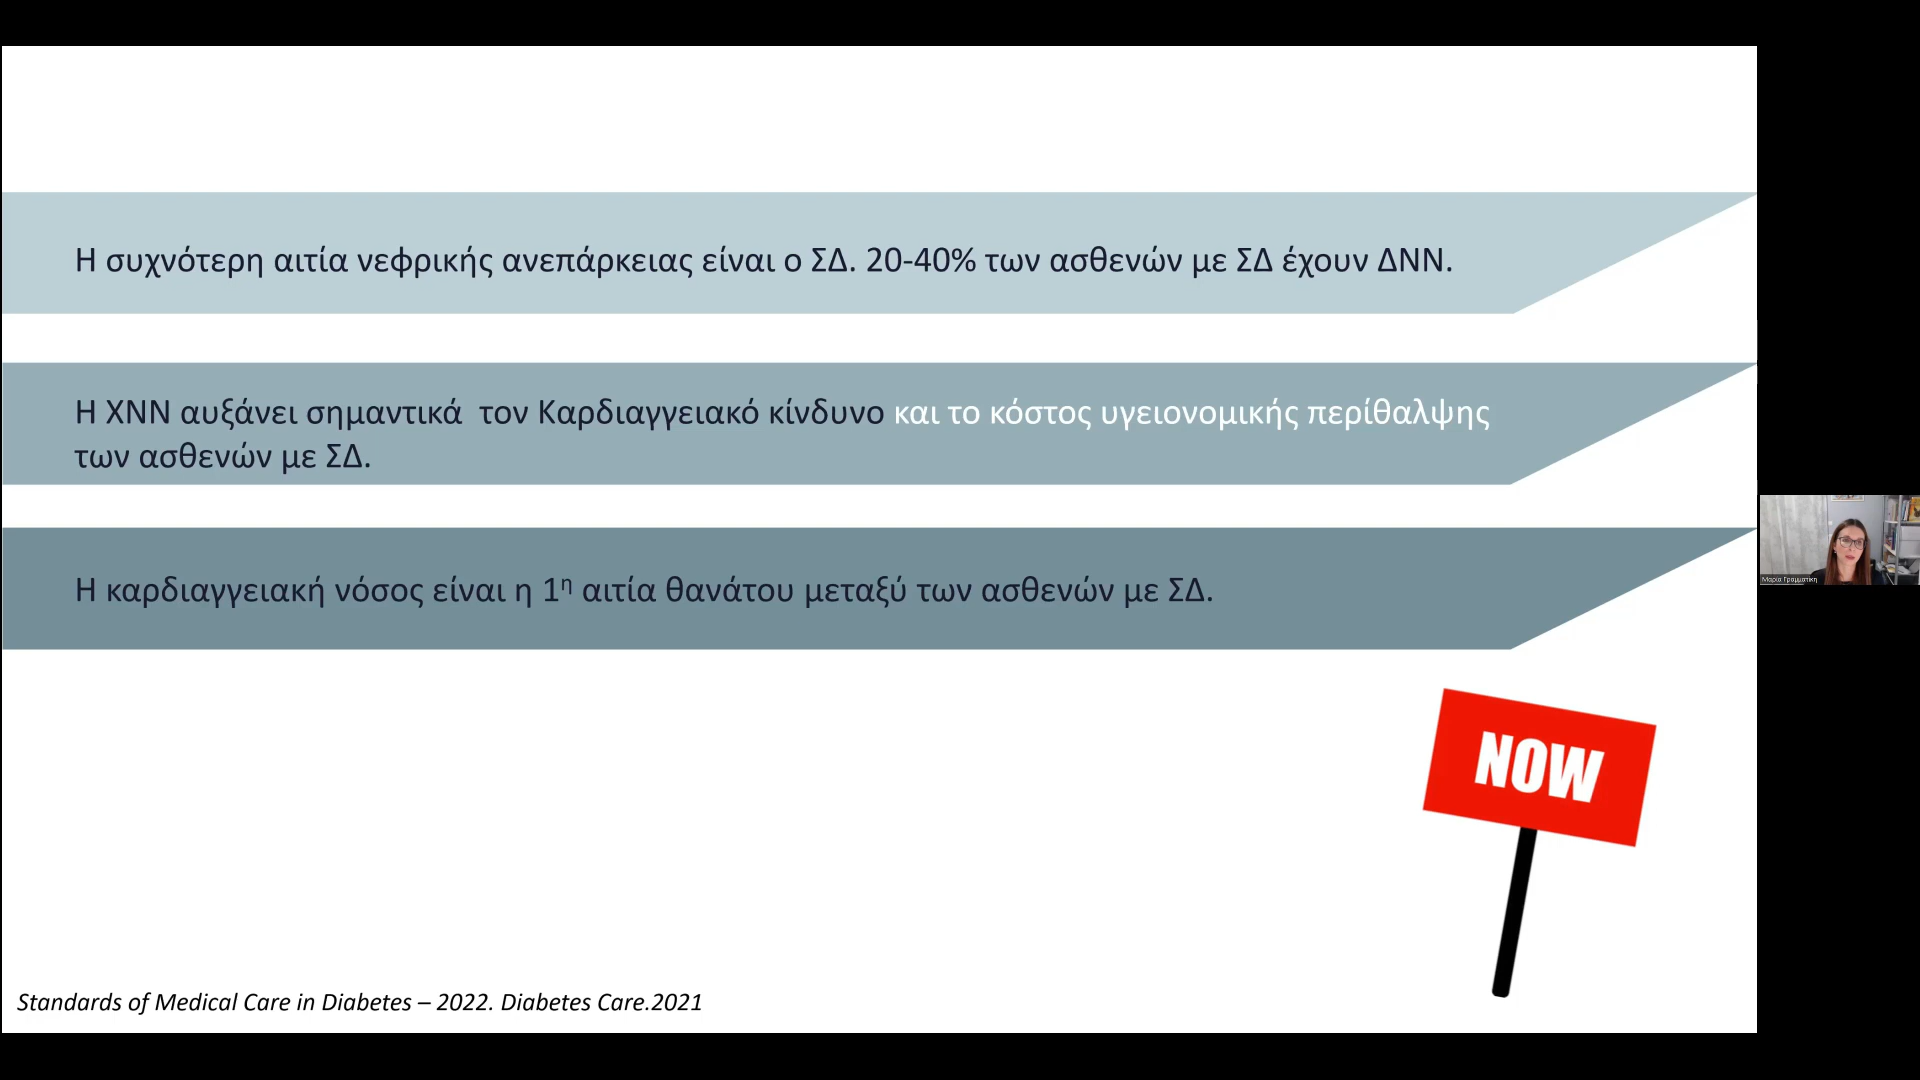 Η συχνότερη αιτία νεφρικής ανεπάρκειας είναι ο ΣΔ. 20-40% των ασθενών με ΣΔ έχουν ΔΝΝ.
Η ΧΝΝ αυξάνει σημαντικά  τον Καρδιαγγειακό κίνδυνο και το κόστος υγειονομικής περίθαλψης
των ασθενών με ΣΔ.
Η καρδιαγγειακή νόσος είναι η 1η αιτία θανάτου μεταξύ των ασθενών με ΣΔ.
Μαρία Γραμματίκη
NOW
Standards of Medical Care in Diabetes – 2022. Diabetes Care.2021